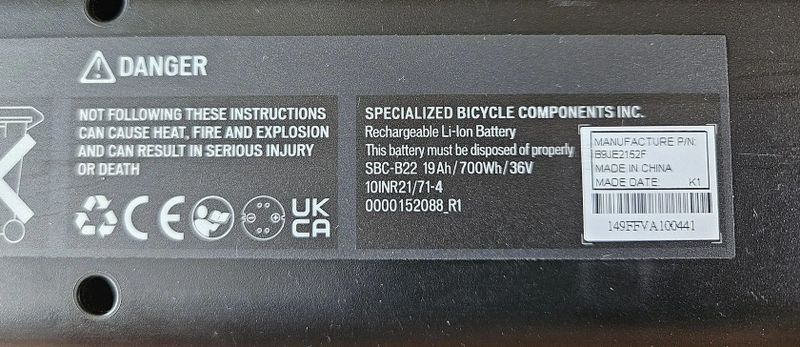 DANGER
NOT FOLLOWING THESE INSTRUCTIONS
CAN CAUSE HEAT, FIRE AND EXPLOSION
AND CAN RESULT IN SERIOUS INJURY
OR DEATH
CE
UK
CA
SPECIALIZED BICYCLE COMPONENTS INC.
Rechargeable Li-Ion Battery
This battery must be disposed of properly
SBC-B22 19Ah/700Wh/36V
10INR21/71-4
0000152088_R1
MANUFACTURE P/N:
1B9JE2152F
MADE IN CHINA
MADE DATE: K1
149FFVA100441